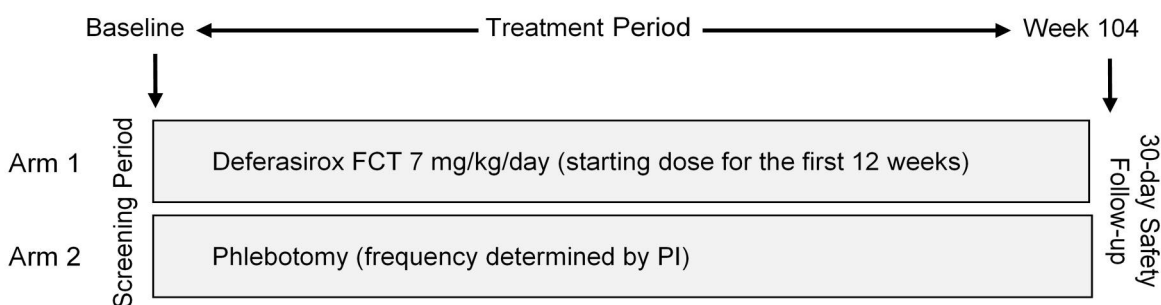 Baseline
Treatment Period
Week 104
Screening Period
Arm 1
Deferasirox FCT 7 mg/kg/day (starting dose for the first 12 weeks)
Arm 2
Phlebotomy (frequency determined by PI)
30-day Safety
Follow-up